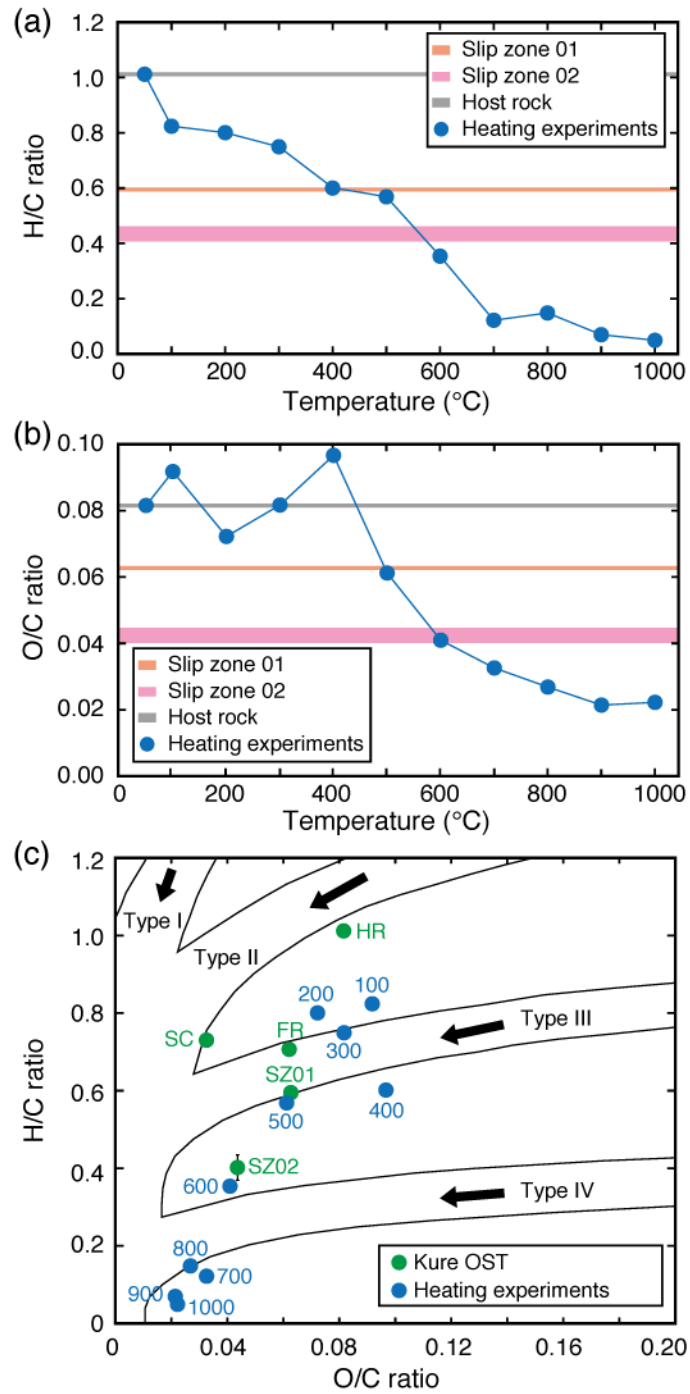 (a)
1.2
1.0
0.8
0.6
0.4
0.2
0.0
H/C ratio
Slip zone 01
Slip zone 02
Host rock
Heating experiments
0 200 400 600 800 1000
Temperature (°C)
(b)
0.10
0.08
0.06
0.04
0.02
0.00
O/C ratio
Slip zone 01
Slip zone 02
Host rock
Heating experiments
0 200 400 600 800 1000
Temperature (°C)
(c)
1.2
1.0
0.8
0.6
0.4
0.2
0
H/C ratio
Type I
Type II
HR
200 100
SC FR
300
Type III
SZ01
500 400
SZ02
600
Type IV
800
700
900
1000
Kure OST
Heating experiments
0 0.04 0.08 0.12 0.16 0.20
O/C ratio